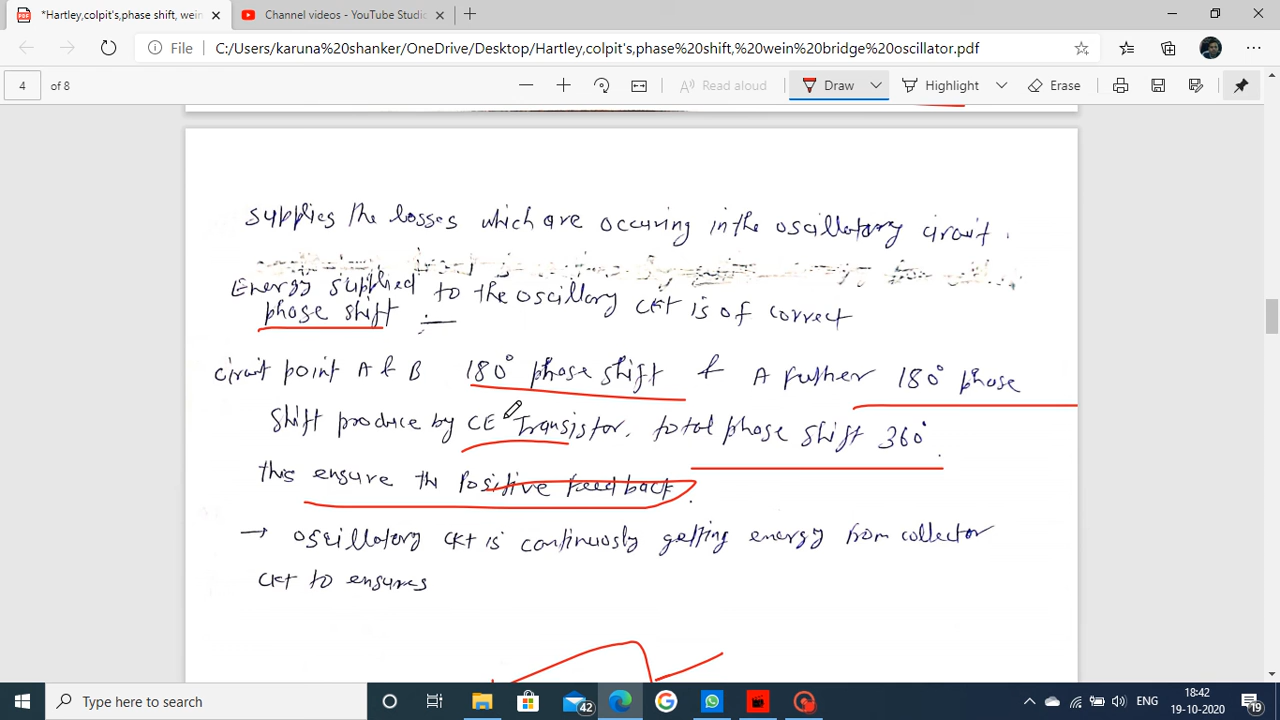 *Hartley,colpit's,phase shift, wein
Channel videos - YouTube Studio
File
C:/Users/karuna%20shanker/OneDrive/Desktop/Hartley,colpit's,phase%20shift,%20wein%20bridge%20oscillator.pdf
4 of 8
Read aloud
Draw
Highlight
Erase
supplies the losses which are occuring in the oscillatory circuit.
Energy supplied to the oscillory CKT is of correct
phase shift :—
circuit point A & B 180° phase shift & A further 180° phase
shift produce by CE Transistor. total phase shift 360°.
this ensure th Positive feedback.
→ oscillatory CKT is continuosly getting energy from collector
CKT to ensures
Type here to search
42
ENG
18:42
19-10-2020
19